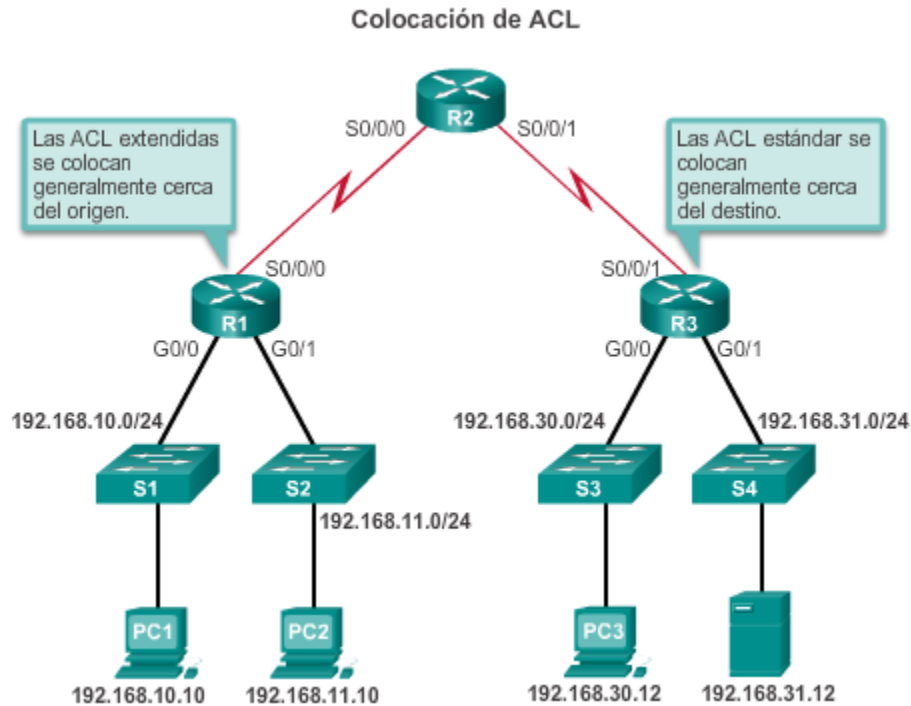 Colocación de ACL
R2
S0/0/0
S0/0/1
Las ACL extendidas
se colocan
generalmente cerca
del origen.
Las ACL estándar se
colocan
generalmente cerca
del destino.
S0/0/0
S0/0/1
R1
R3
G0/0
G0/1
G0/0
G0/1
192.168.10.0/24
192.168.30.0/24
192.168.31.0/24
S1
S2
S3
S4
192.168.11.0/24
PC1
PC2
PC3
192.168.10.10
192.168.11.10
192.168.30.12
192.168.31.12